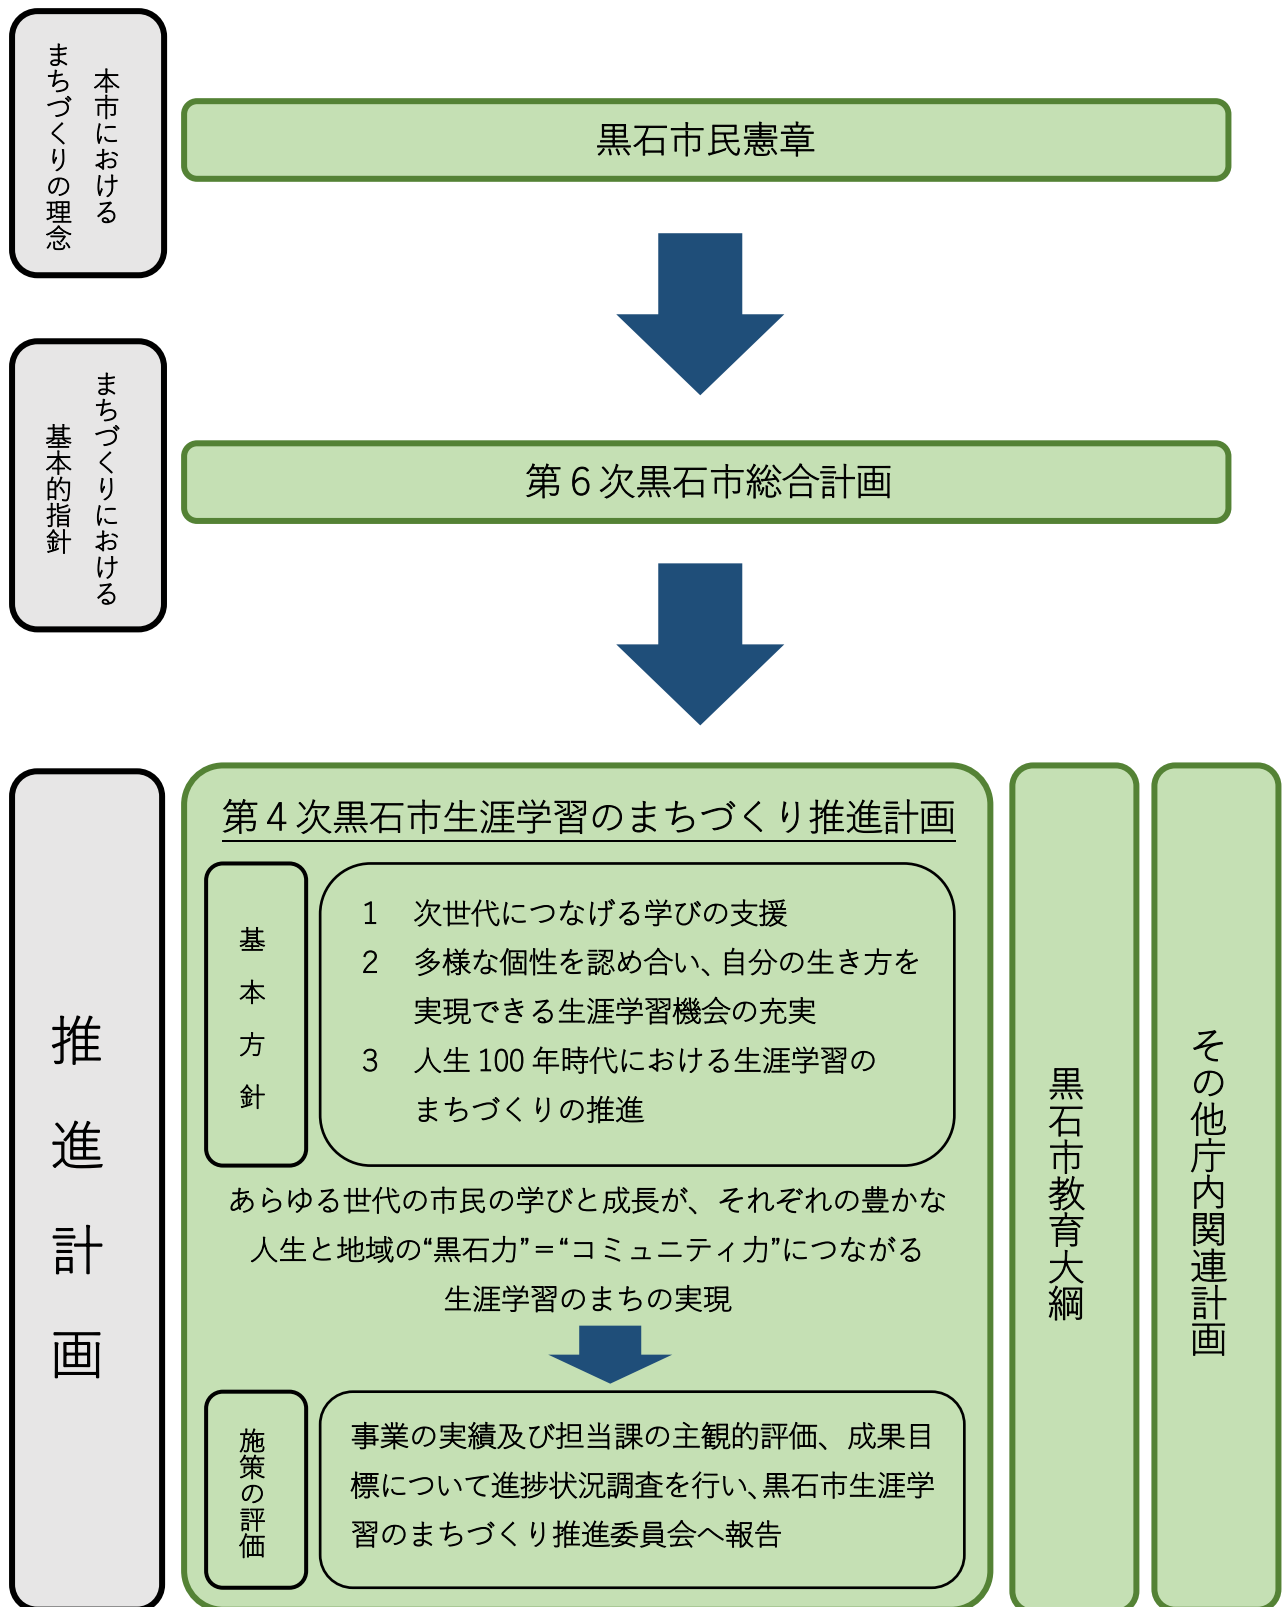 本市における
まちづくりの理念
黒石市民憲章
まちづくりにおける
基本的指針
第６次黒石市総合計画
推進計画
第４次黒石市生涯学習のまちづくり推進計画
基本方針
1　次世代につなげる学びの支援
2　多様な個性を認め合い、自分の生き方を
実現できる生涯学習機会の充実
3　人生 100 年時代における生涯学習の
まちづくりの推進
あらゆる世代の市民の学びと成長が、それぞれの豊かな
人生と地域の“黒石力”＝“コミュニティ力”につながる
生涯学習のまちの実現
施策の評価
事業の実績及び担当課の主観的評価、成果目
標について進捗状況調査を行い、黒石市生涯学
習のまちづくり推進委員会へ報告
黒石市教育大綱
その他庁内関連計画